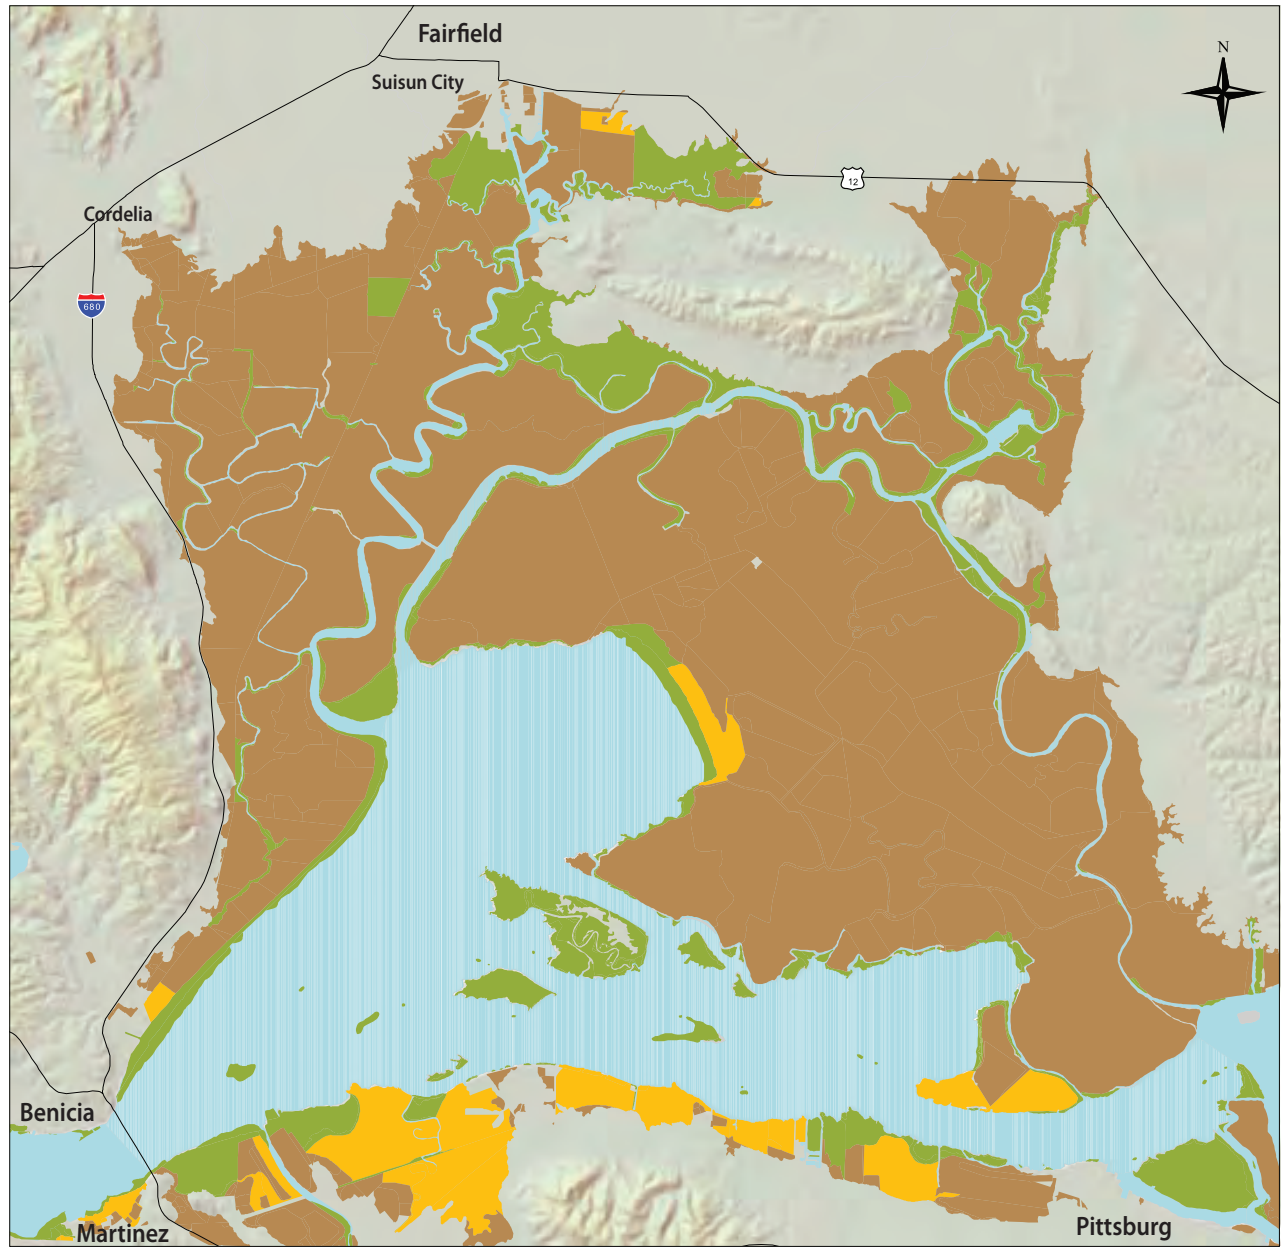 Fairfield
N
Suisun City
12
Cordelia
680
Benicia
Martinez
Pittsburg